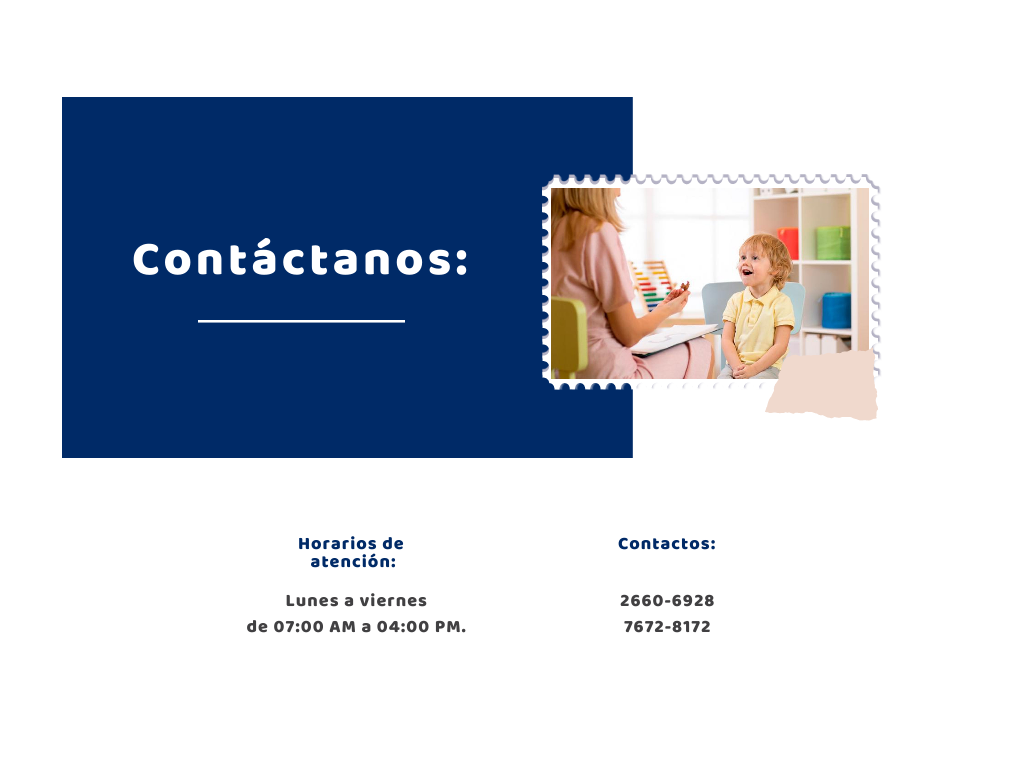 Contáctanos:
Horarios de
atención:
Lunes a viernes
de 07:00 AM a 04:00 PM.
Contactos:
2660-6928
7672-8172